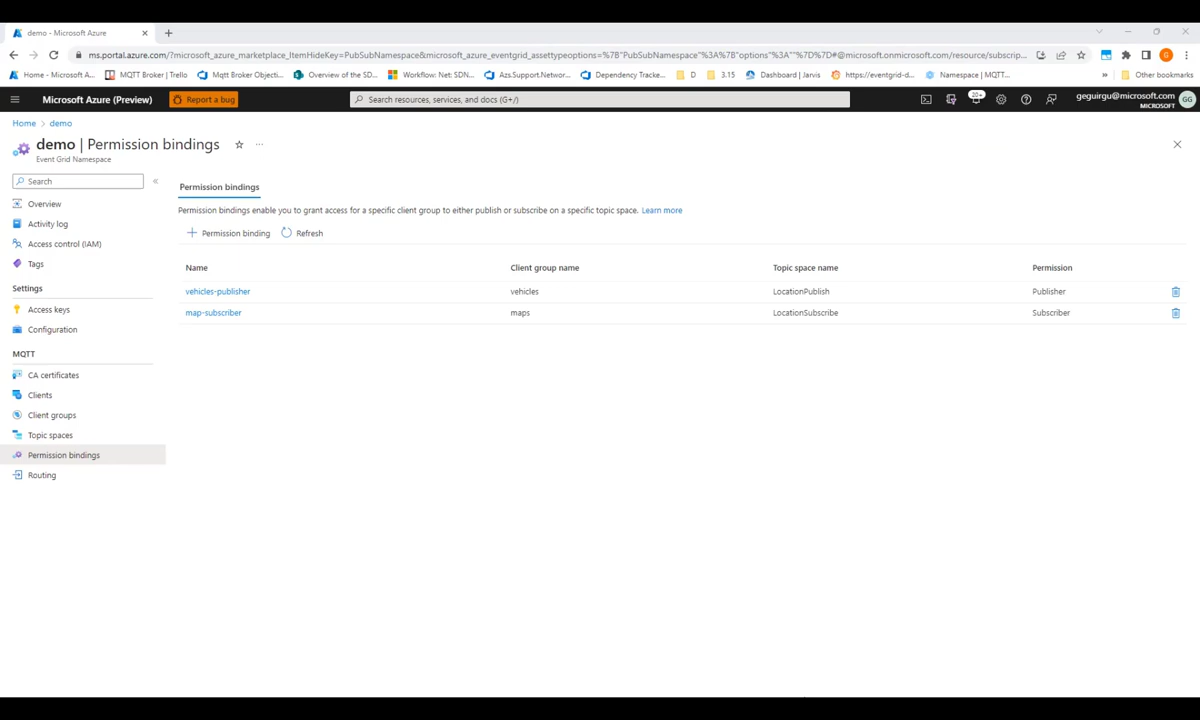 demo - Microsoft Azure
ms.portal.azure.com/?microsoft_azure_marketplace_ItemHideKey=PubSubNamespace&microsoft_azure_eventgrid_assettypeoptions=%7B"PubSubNamespace"%3A%7B"options"%3A""%7D%7D#@microsoft.onmicrosoft.com/resource/subscrip...
G
Home - Microsoft A... MQTT Broker | Trello Mqtt Broker Objecti... Overview of the SD... Workflow: Net: SDN... Azs.Support.Network... Dependency Tracke... D 3.15 Dashboard | Jarvis https://eventgrid-d... Namespace | MQTT... » Other bookmarks
Microsoft Azure (Preview) Report a bug Search resources, services, and docs (G+/) 20+ geguirgu@microsoft.com
MICROSOFT GG
Home > demo
demo | Permission bindings ...
Event Grid Namespace
Search «
Overview
Activity log
Access control (IAM)
Tags
Settings
Access keys
Configuration
MQTT
CA certificates
Clients
Client groups
Topic spaces
Permission bindings
Routing
Permission bindings
Permission bindings enable you to grant access for a specific client group to either publish or subscribe on a specific topic space. Learn more
+ Permission binding Refresh
Name Client group name Topic space name Permission
vehicles-publisher vehicles LocationPublish Publisher
map-subscriber maps LocationSubscribe Subscriber